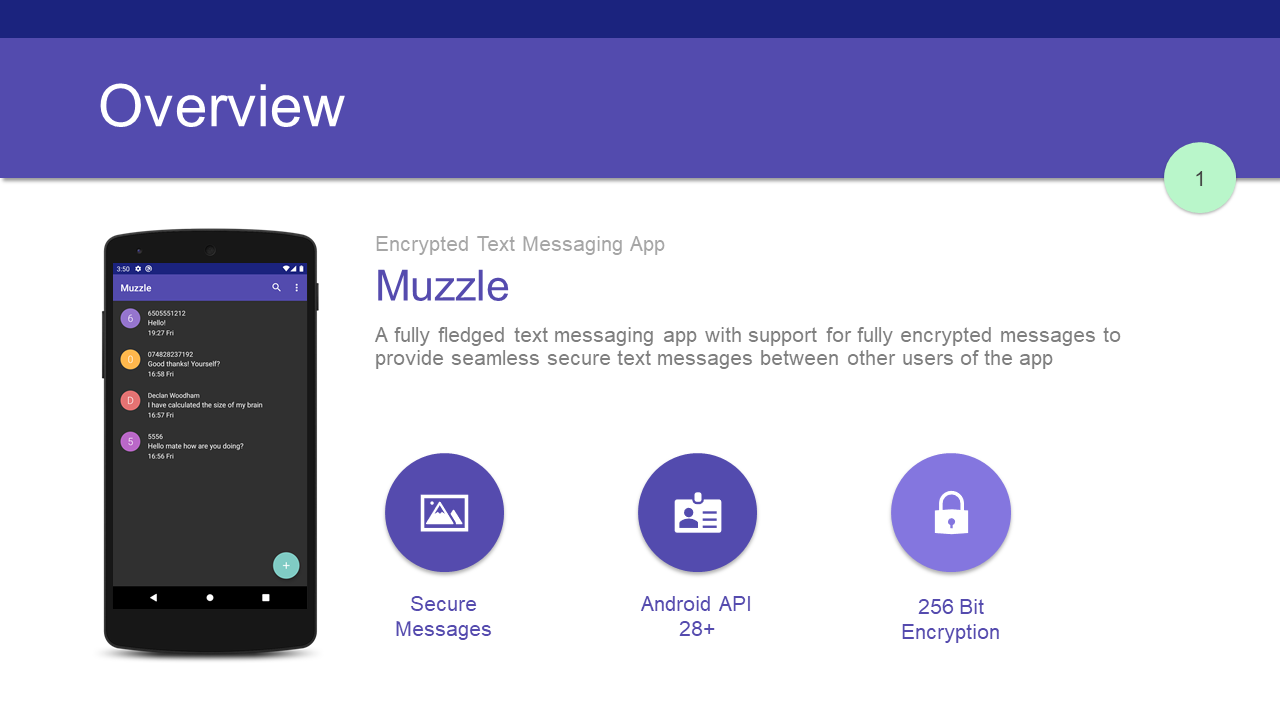 Overview
1
Encrypted Text Messaging App
Muzzle
A fully fledged text messaging app with support for fully encrypted messages to
provide seamless secure text messages between other users of the app
3:50
Muzzle
6
6505551212
Hello!
19:27 Fri
0
074828237192
Good thanks! Yourself?
16:58 Fri
D
Declan Woodham
I have calculated the size of my brain
16:57 Fri
5
5556
Hello mate how are you doing?
16:56 Fri
+
Secure
Messages
Android API
28+
256 Bit
Encryption